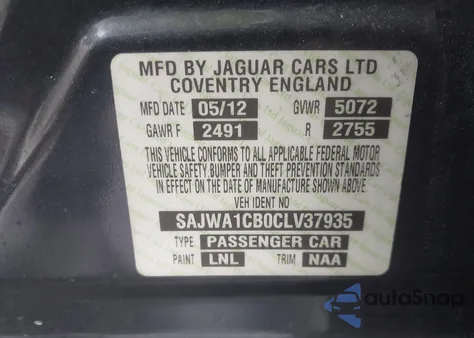 MFD BY JAGUAR CARS LTD
COVENTRY ENGLAND
MFD DATE 05/12 GVWR 5072
GAWR F 2491 R 2755
THIS VEHICLE CONFORMS TO ALL APPLICABLE FEDERAL MOTOR
VEHICLE SAFETY, BUMPER AND THEFT PREVENTION STANDARDS
IN EFFECT ON THE DATE OF MANUFACTURE SHOWN ABOVE.
VEH IDENT NO
SAJWA1CB0CLV37935
TYPE PASSENGER CAR
PAINT LNL TRIM NAA
autoSnap